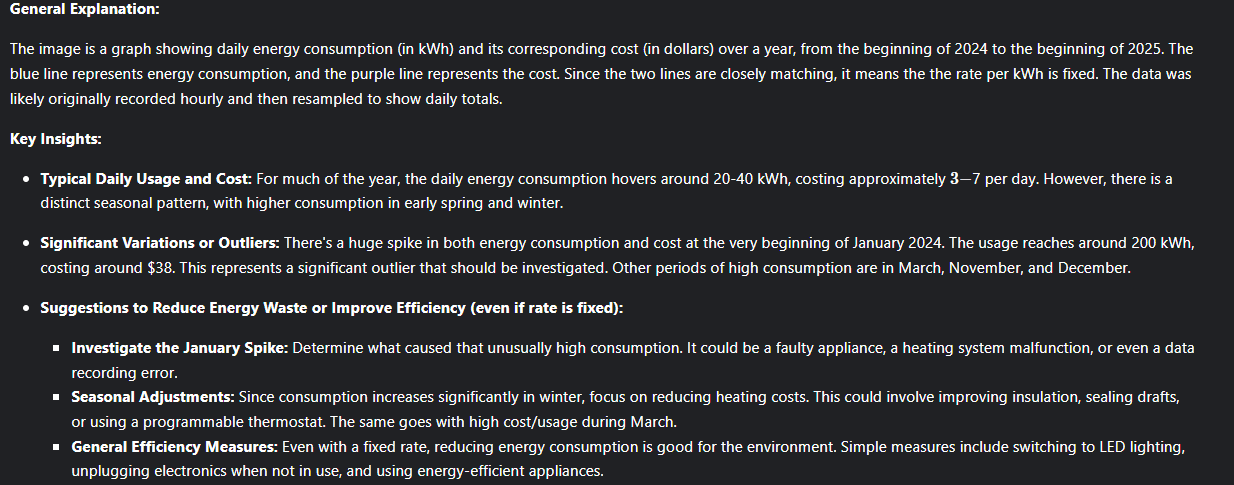 General Explanation:
The image is a graph showing daily energy consumption (in kWh) and its corresponding cost (in dollars) over a year, from the beginning of 2024 to the beginning of 2025. The
blue line represents energy consumption, and the purple line represents the cost. Since the two lines are closely matching, it means the the rate per kWh is fixed. The data was
likely originally recorded hourly and then resampled to show daily totals.
Key Insights:
• Typical Daily Usage and Cost: For much of the year, the daily energy consumption hovers around 20-40 kWh, costing approximately 3−7 per day. However, there is a
distinct seasonal pattern, with higher consumption in early spring and winter.
• Significant Variations or Outliers: There's a huge spike in both energy consumption and cost at the very beginning of January 2024. The usage reaches around 200 kWh,
costing around $38. This represents a significant outlier that should be investigated. Other periods of high consumption are in March, November, and December.
• Suggestions to Reduce Energy Waste or Improve Efficiency (even if rate is fixed):
▪ Investigate the January Spike: Determine what caused that unusually high consumption. It could be a faulty appliance, a heating system malfunction, or even a data
recording error.
▪ Seasonal Adjustments: Since consumption increases significantly in winter, focus on reducing heating costs. This could involve improving insulation, sealing drafts,
or using a programmable thermostat. The same goes with high cost/usage during March.
▪ General Efficiency Measures: Even with a fixed rate, reducing energy consumption is good for the environment. Simple measures include switching to LED lighting,
unplugging electronics when not in use, and using energy-efficient appliances.